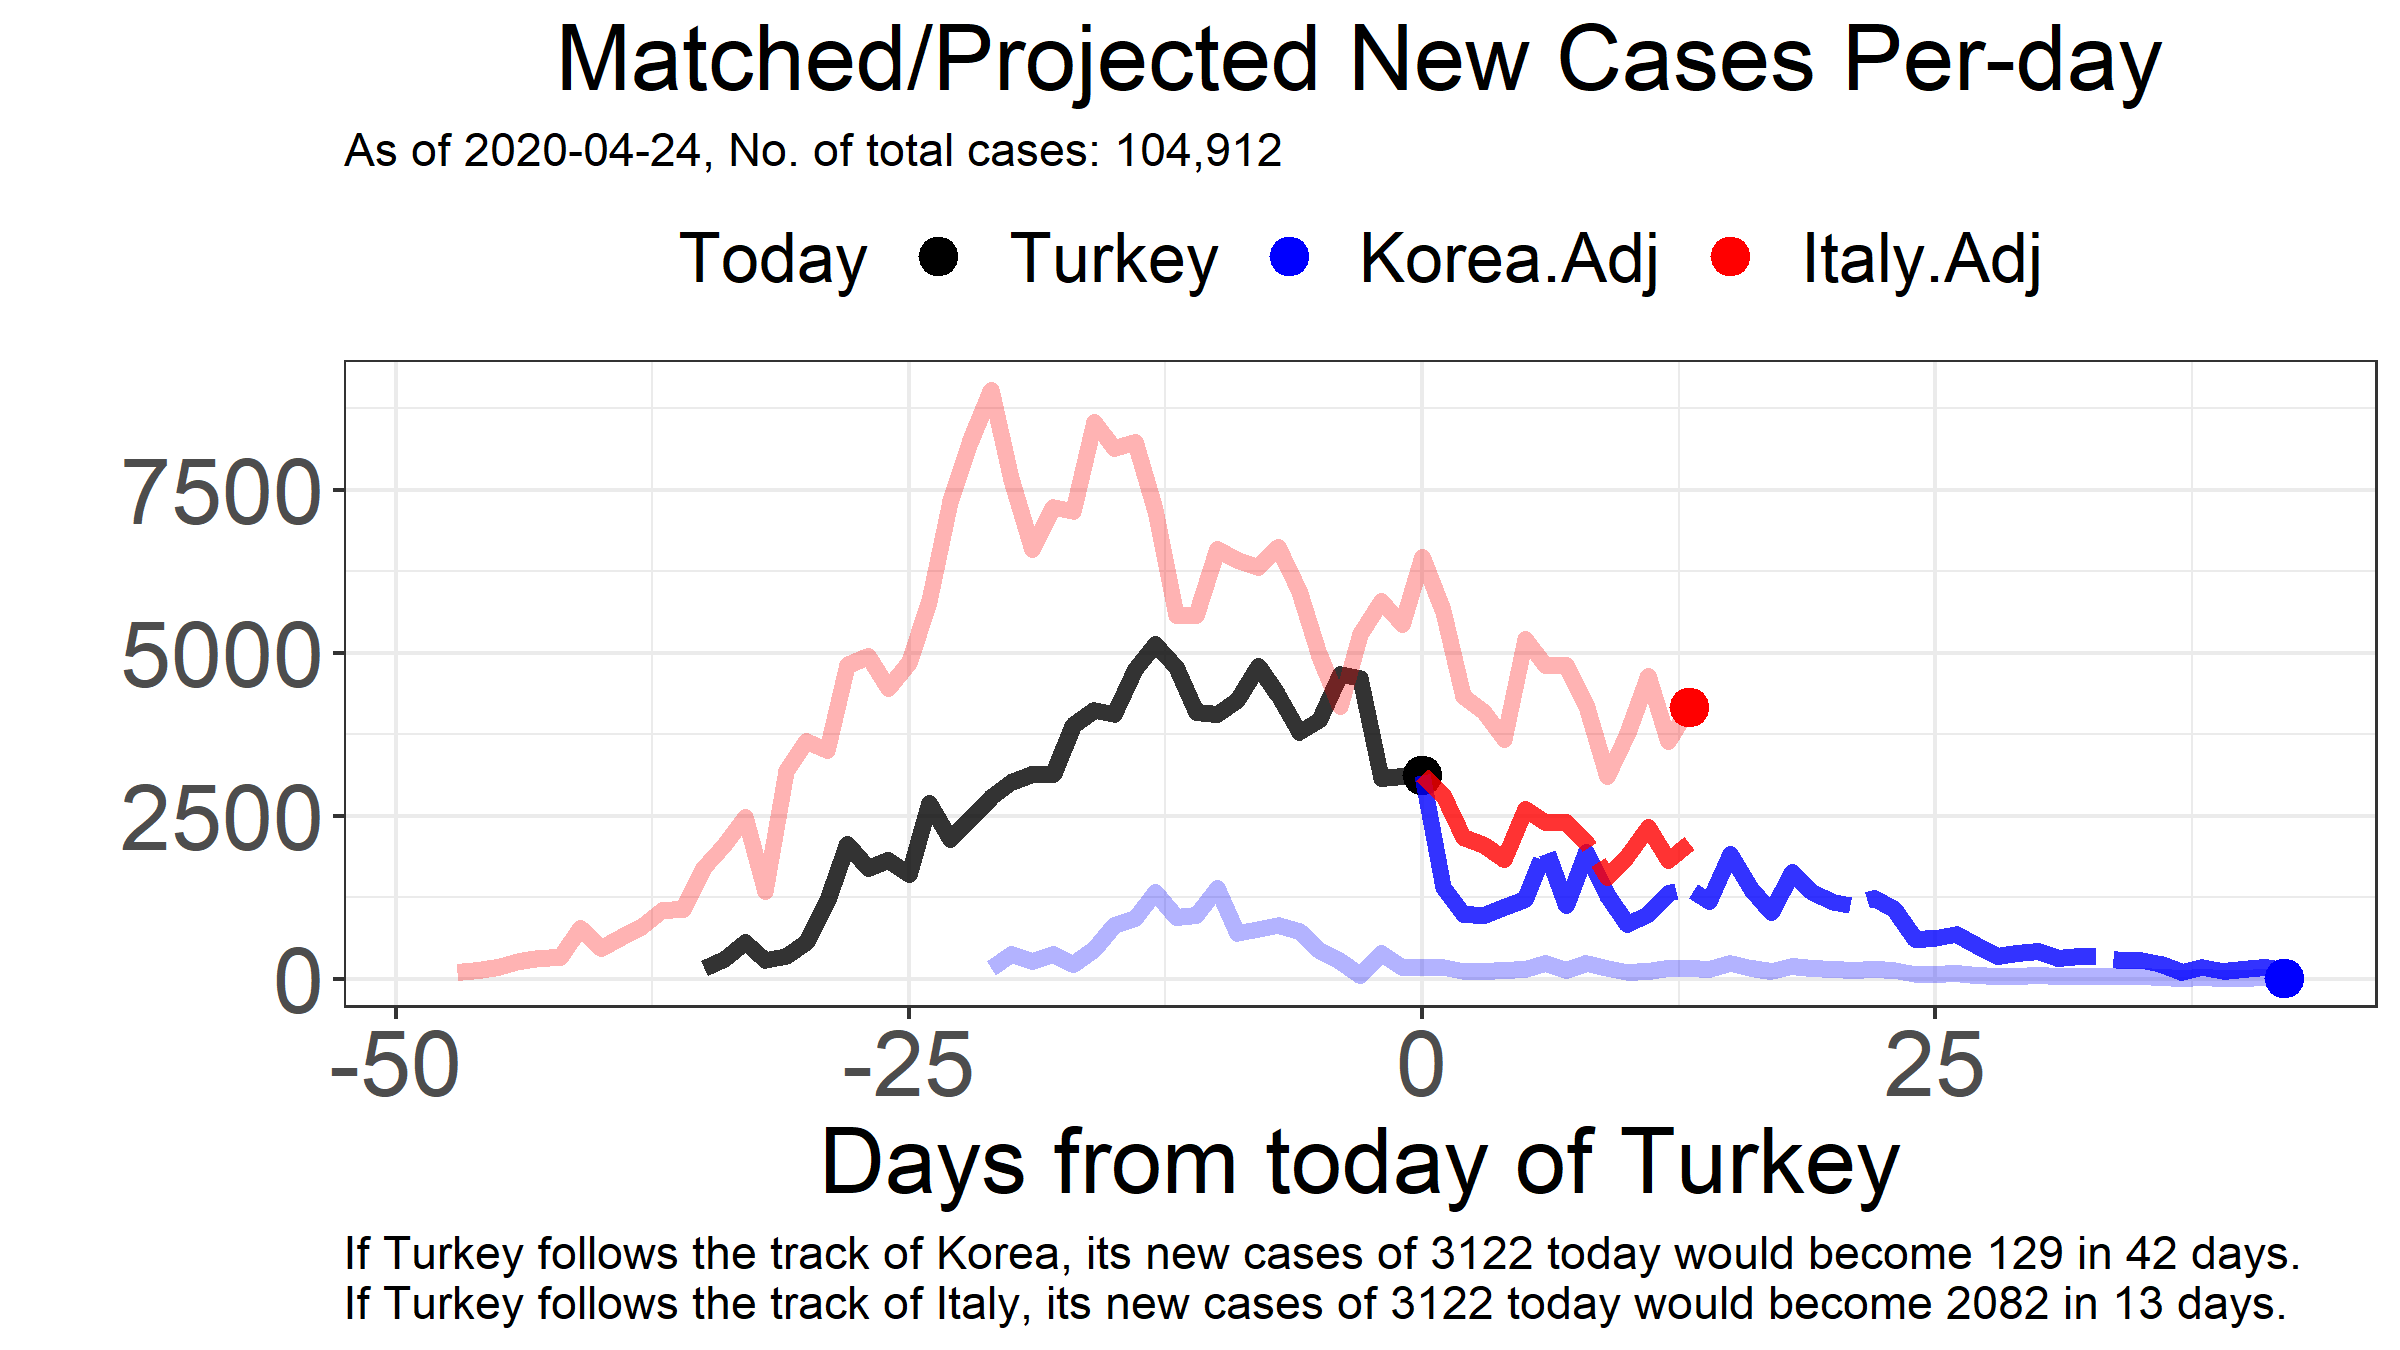 Matched/Projected New Cases Per-day
As of 2020-04-24, No. of total cases: 104,912
Today Turkey Korea.Adj Italy.Adj
7500
5000
2500
0
-50 -25 0 25
Days from today of Turkey
If Turkey follows the track of Korea, its new cases of 3122 today would become 129 in 42 days.
If Turkey follows the track of Italy, its new cases of 3122 today would become 2082 in 13 days.